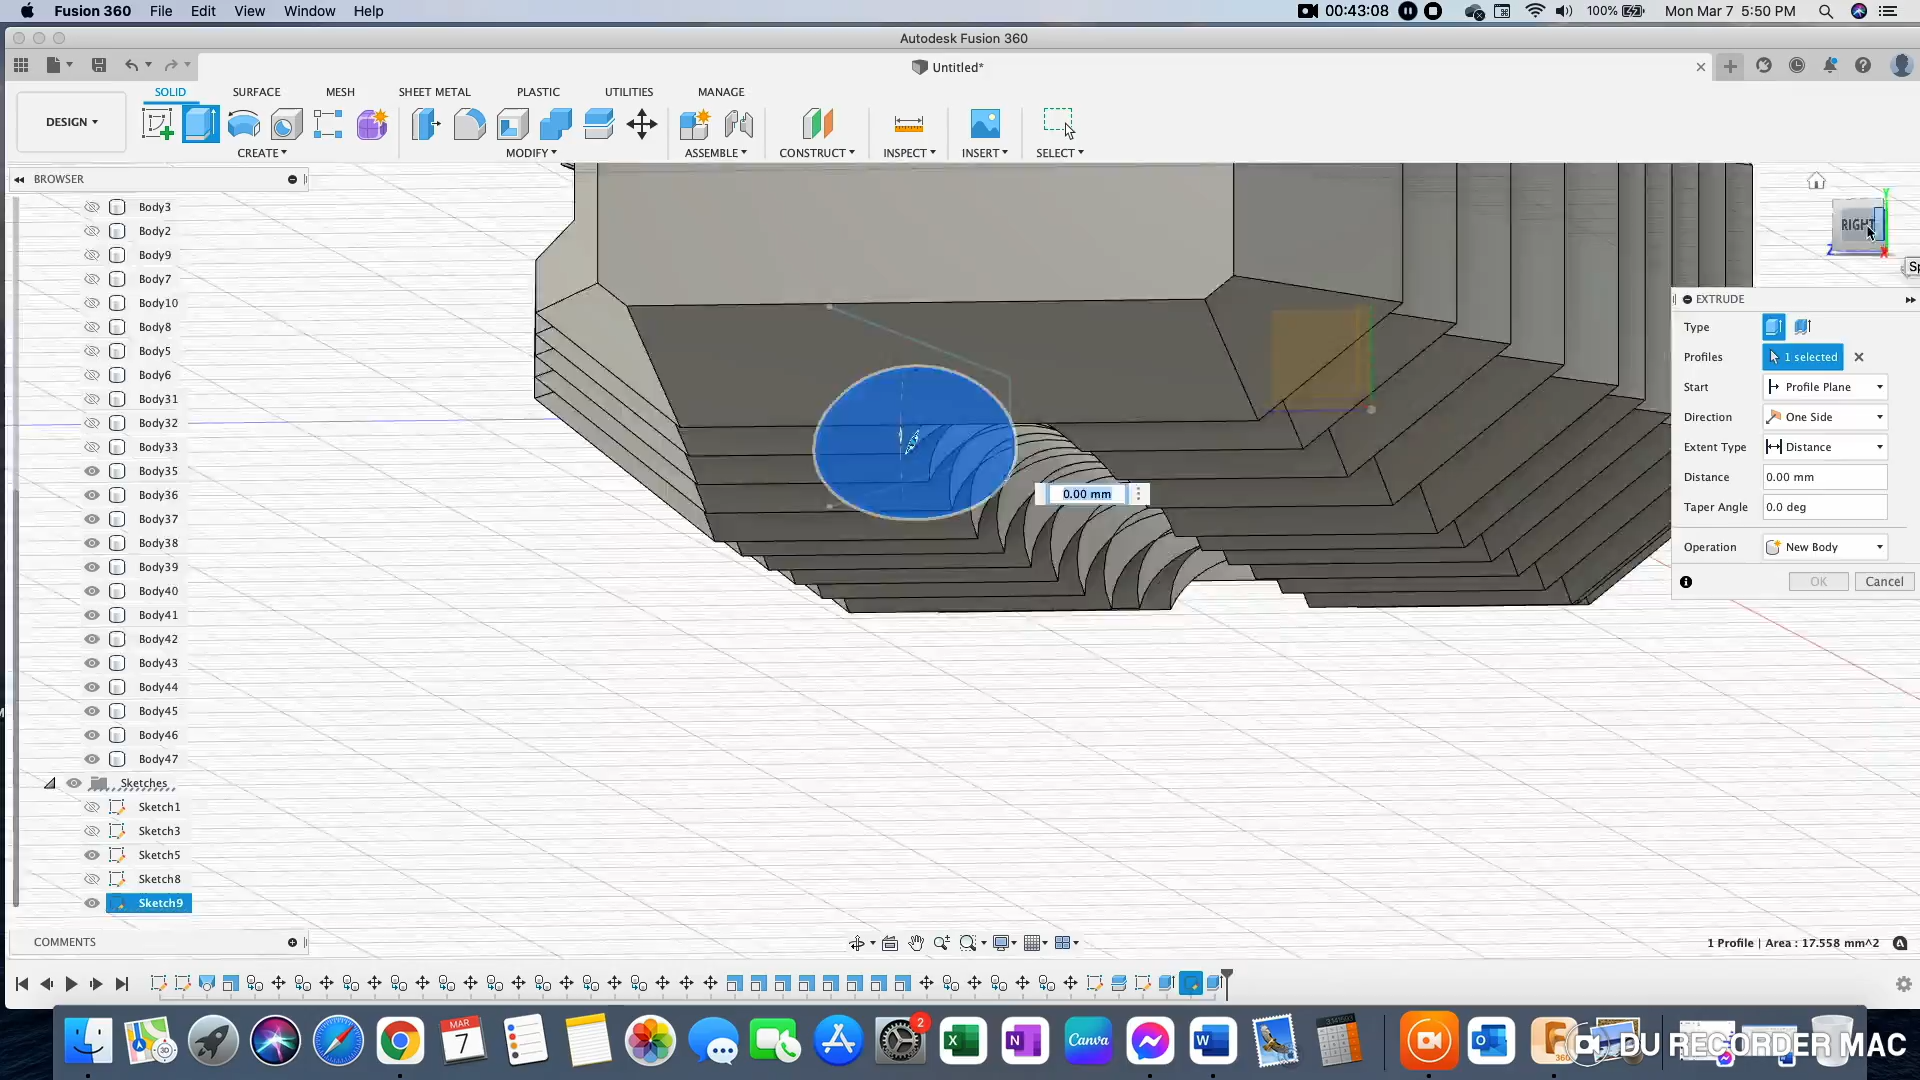 Fusion 360 File Edit View Window Help 00:43:08 100% Mon Mar 7 5:50 PM
Autodesk Fusion 360
Untitled*
SOLID SURFACE MESH SHEET METAL PLASTIC UTILITIES MANAGE
DESIGN
CREATE MODIFY ASSEMBLE CONSTRUCT INSPECT INSERT SELECT
BROWSER
Body3
Body2
Body9
Body7
Body10
Body8
Body5
Body6
Body31
Body32
Body33
Body35
Body36
Body37
Body38
Body39
Body40
Body41
Body42
Body43
Body44
Body45
Body46
Body47
Sketches
Sketch1
Sketch3
Sketch5
Sketch8
Sketch9
COMMENTS
0.00 mm
Y
RIGHT
Z X
Sp
EXTRUDE
Type
Profiles 1 selected
Start Profile Plane
Direction One Side
Extent Type Distance
Distance 0.00 mm
Taper Angle 0.0 deg
Operation New Body
OK Cancel
1 Profile | Area : 17.558 mm^2
MAR
7
2
Canva
DU RECORDER MAC